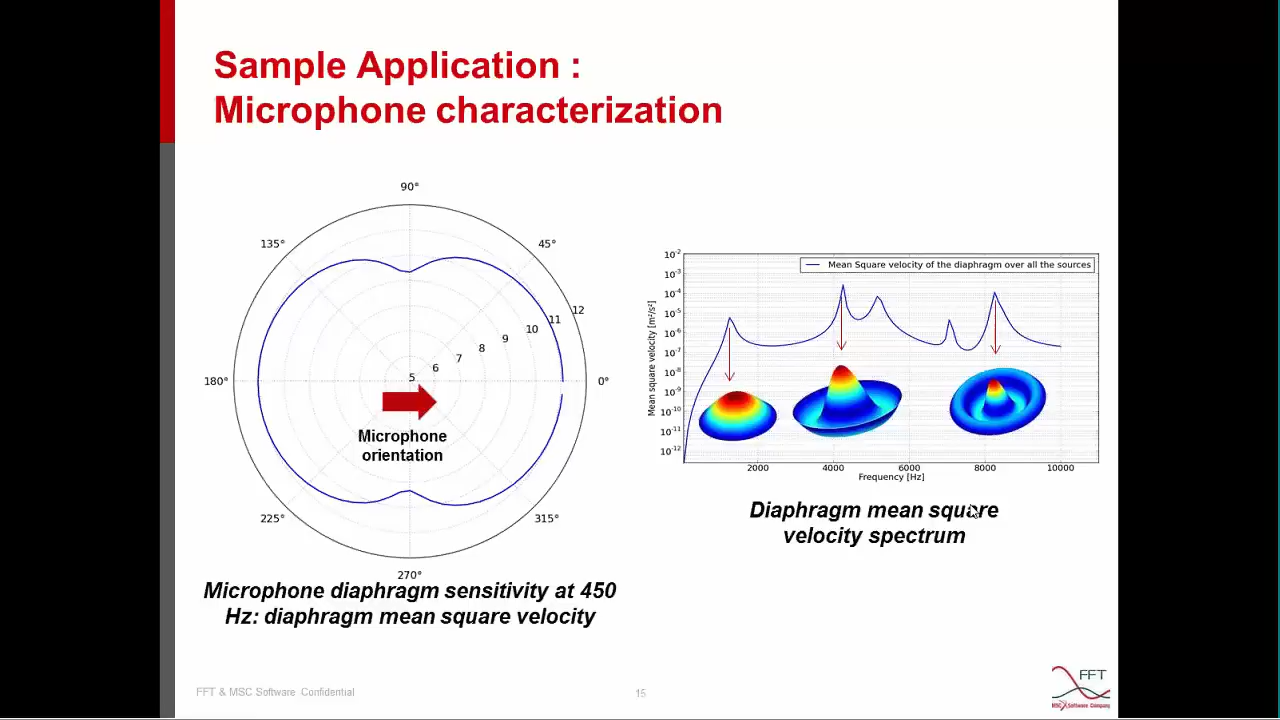 Sample Application :
Microphone characterization
90°
135°
45°
180°
0°
225°
315°
270°
5
6
7
8
9
10
11
12
Microphone
orientation
Microphone diaphragm sensitivity at 450
Hz: diaphragm mean square velocity
Mean Square velocity of the diaphragm over all the sources
Mean square velocity [m²/s²]
10⁻²
10⁻³
10⁻⁴
10⁻⁵
10⁻⁶
10⁻⁷
10⁻⁸
10⁻⁹
10⁻¹⁰
10⁻¹¹
10⁻¹²
2000
4000
6000
8000
10000
Frequency [Hz]
Diaphragm mean square
velocity spectrum
FFT & MSC Software Confidential
15
FFT
MSC Software Company